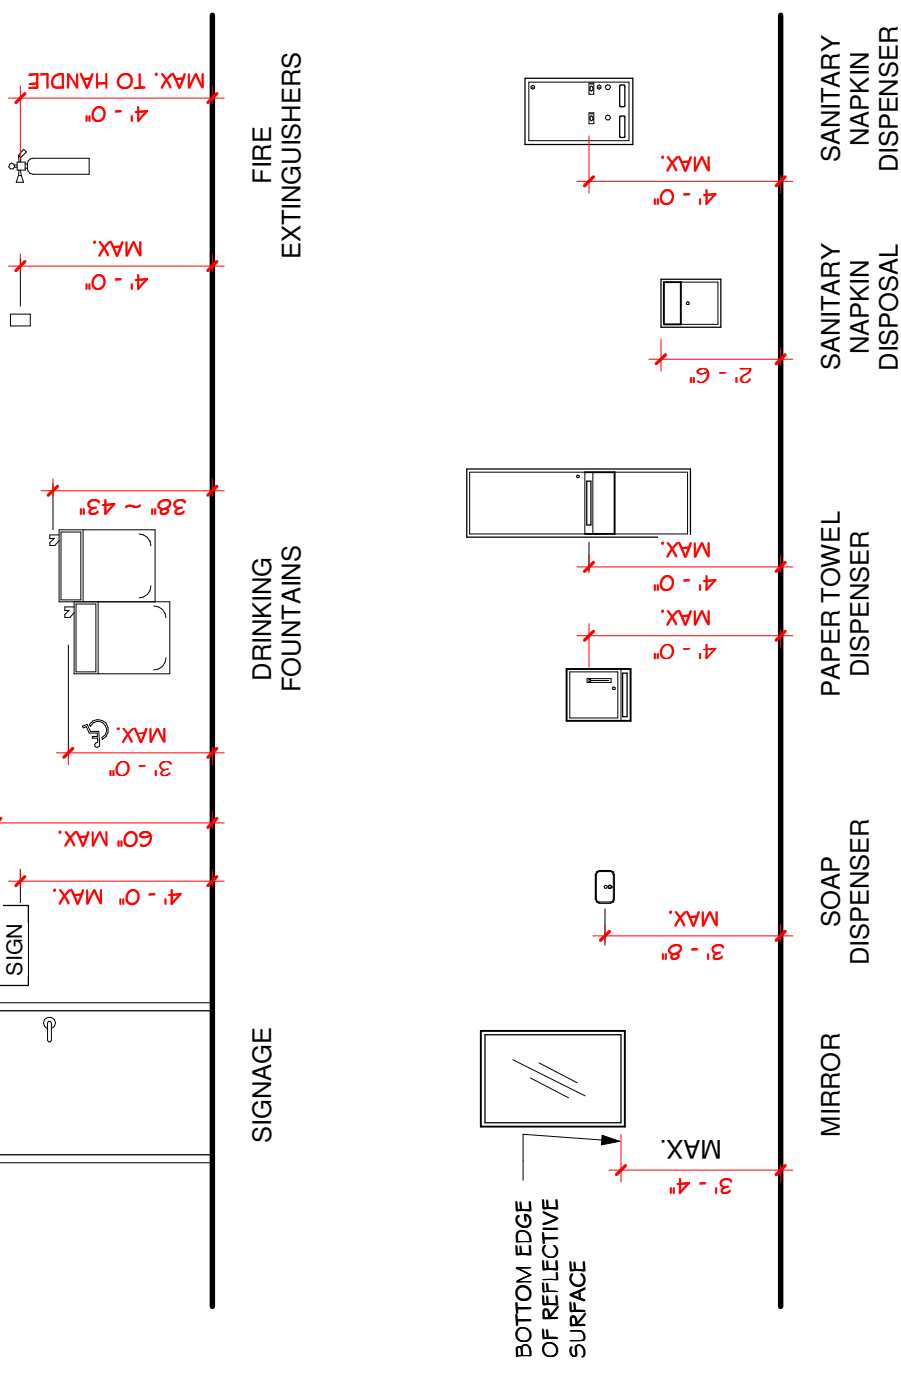 SIGN
4' - 0" MAX.
60" MAX.
SIGNAGE
3' - 0"
MAX.
38" ~ 43"
DRINKING
FOUNTAINS
4' - 0"
MAX.
4' - 0"
MAX. TO HANDLE
FIRE
EXTINGUISHERS
BOTTOM EDGE
OF REFLECTIVE
SURFACE
3' - 4"
MAX.
MIRROR
3' - 8"
MAX.
SOAP
DISPENSER
4' - 0"
MAX.
4' - 0"
MAX.
PAPER TOWEL
DISPENSER
2' - 6"
SANITARY
NAPKIN
DISPOSAL
4' - 0"
MAX.
SANITARY
NAPKIN
DISPENSER